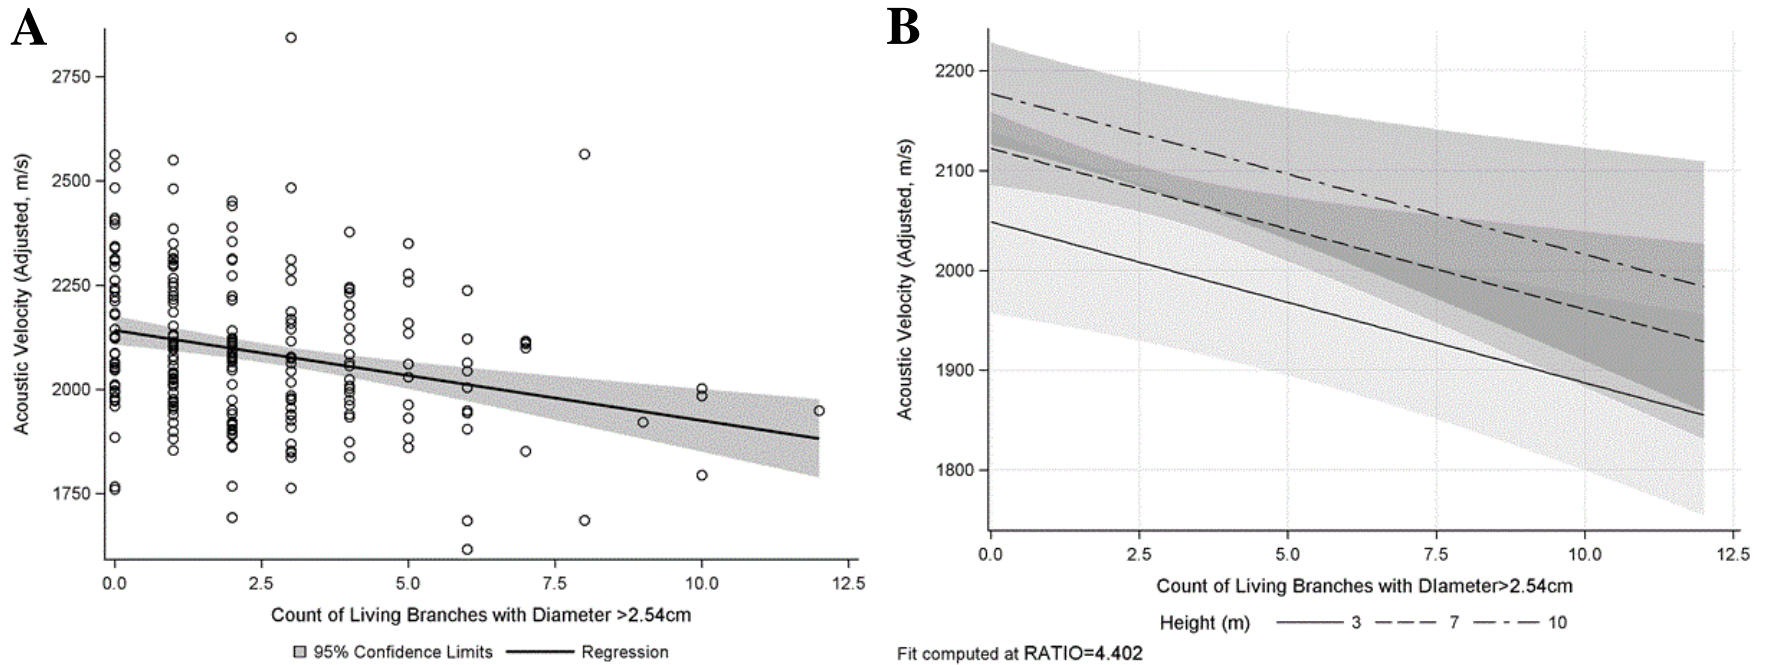 A
Acoustic Velocity (Adjusted, m/s)
2750
2500
2250
2000
1750
0.0 2.5 5.0 7.5 10.0 12.5
Count of Living Branches with Diameter >2.54cm
95% Confidence Limits Regression
B
Acoustic Velocity (Adjusted, m/s)
2200
2100
2000
1900
1800
0.0 2.5 5.0 7.5 10.0 12.5
Count of Living Branches with Diameter>2.54cm
Height (m) 3 7 10
Fit computed at RATIO=4.402